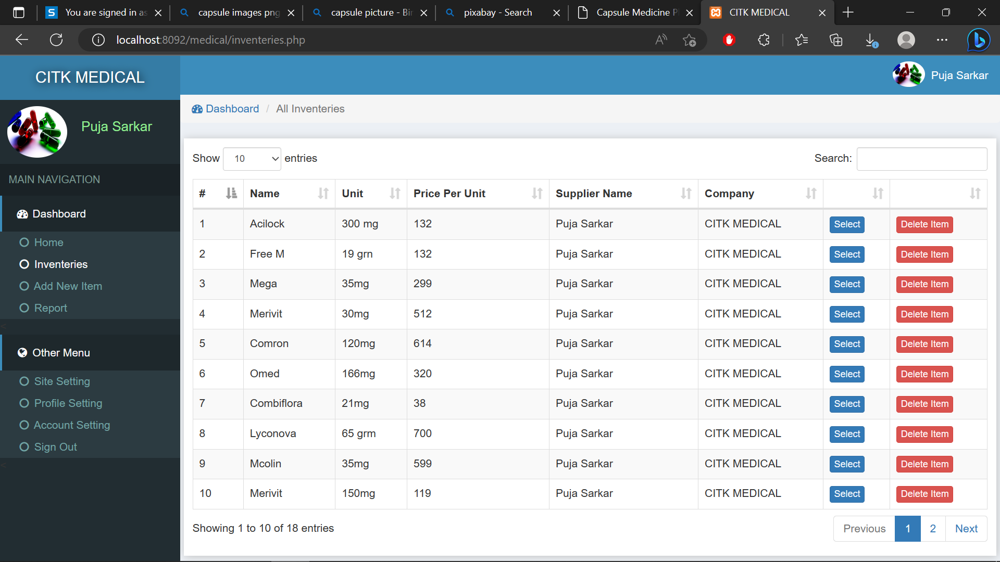 You are signed in as
capsule images png
capsule picture - Bin
pixabay - Search
Capsule Medicine P
CITK MEDICAL
localhost:8092/medical/inventeries.php
CITK MEDICAL
Puja Sarkar
Puja Sarkar
Dashboard / All Inventeries
MAIN NAVIGATION
Dashboard
Home
Inventeries
Add New Item
Report
<
Other Menu
Site Setting
Profile Setting
Account Setting
Sign Out
<
Show 10 entries
Search:
# Name Unit Price Per Unit Supplier Name Company
1 Acilock 300 mg 132 Puja Sarkar CITK MEDICAL Select Delete Item
2 Free M 19 grn 132 Puja Sarkar CITK MEDICAL Select Delete Item
3 Mega 35mg 299 Puja Sarkar CITK MEDICAL Select Delete Item
4 Merivit 30mg 512 Puja Sarkar CITK MEDICAL Select Delete Item
5 Comron 120mg 614 Puja Sarkar CITK MEDICAL Select Delete Item
6 Omed 166mg 320 Puja Sarkar CITK MEDICAL Select Delete Item
7 Combiflora 21mg 38 Puja Sarkar CITK MEDICAL Select Delete Item
8 Lyconova 65 grm 700 Puja Sarkar CITK MEDICAL Select Delete Item
9 Mcolin 35mg 599 Puja Sarkar CITK MEDICAL Select Delete Item
10 Merivit 150mg 119 Puja Sarkar CITK MEDICAL Select Delete Item
Showing 1 to 10 of 18 entries
Previous 1 2 Next